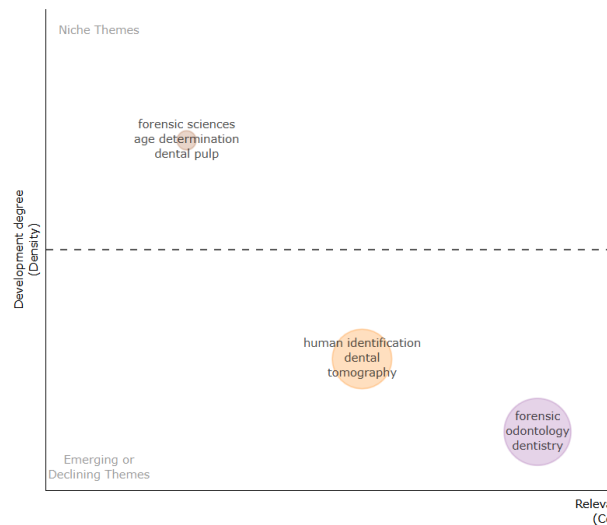 Niche Themes
forensic sciences
age determination
dental pulp
Development degree
(Density)
human identification
dental
tomography
forensic
odontology
dentistry
Emerging or
Declining Themes